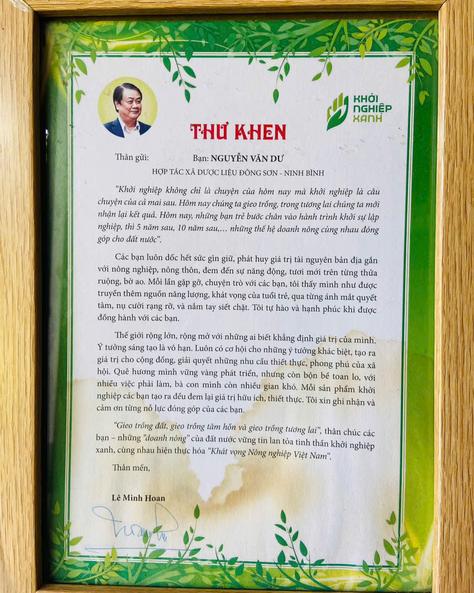 KHỞI
NGHIỆP
XANH
THƯ KHEN
Thân gửi: Bạn: NGUYỄN VĂN DƯ
HỢP TÁC XÃ DƯỢC LIỆU ĐÔNG SƠN - NINH BÌNH
"Khởi nghiệp không chỉ là chuyện của hôm nay mà khởi nghiệp là câu
chuyện của cả mai sau. Hôm nay chúng ta gieo trồng, trong tương lai chúng ta mới
nhận lại kết quả. Hôm nay, những bạn trẻ bước chân vào hành trình khởi sự lập
nghiệp, thì 5 năm sau, 10 năm sau,... những thế hệ doanh nông cùng nhau đóng
góp cho đất nước".
Các bạn luôn dốc hết sức gìn giữ, phát huy giá trị tài nguyên bản địa gắn
với nông nghiệp, nông thôn, đem đến sự năng động, tươi mới trên từng thửa
ruộng, bờ ao. Mỗi lần gặp gỡ, chuyện trò với các bạn, tôi thấy mình như được
truyền thêm nguồn năng lượng, khát vọng của tuổi trẻ, qua từng ánh mắt quyết
tâm, nụ cười rạng rỡ, và nắm tay siết chặt. Tôi tự hào và hạnh phúc khi được
đồng hành với các bạn.
Thế giới rộng lớn, rộng mở với những ai biết khẳng định giá trị của mình.
Ý tưởng sáng tạo là vô hạn. Luôn có cơ hội cho những ý tưởng khác biệt, tạo ra
giá trị cho cộng đồng, giải quyết những nhu cầu thiết thực, phong phú của xã
hội. Quê hương mình vững vàng phát triển, nhưng còn bộn bề toan lo, với
nhiều việc phải làm, bà con mình còn nhiều gian khó. Mỗi sản phẩm khởi
nghiệp các bạn tạo ra đều đem lại giá trị hữu ích, thiết thực. Tôi xin ghi nhận và
cảm ơn từng nỗ lực đóng góp của các bạn.
"Gieo trồng đất, gieo trồng tâm hồn và gieo trồng tương lai", thân chúc các
bạn – những "doanh nông" của đất nước vững tin lan tỏa tinh thần khởi nghiệp
xanh, cùng nhau hiện thực hóa "Khát vọng Nông nghiệp Việt Nam".
Thân mến,
Lê Minh Hoan